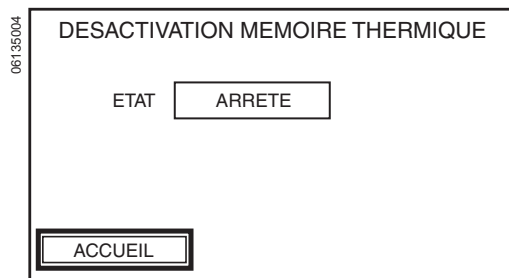 06135004
DESACTIVATION MEMOIRE THERMIQUE
ETAT ARRETE
ACCUEIL